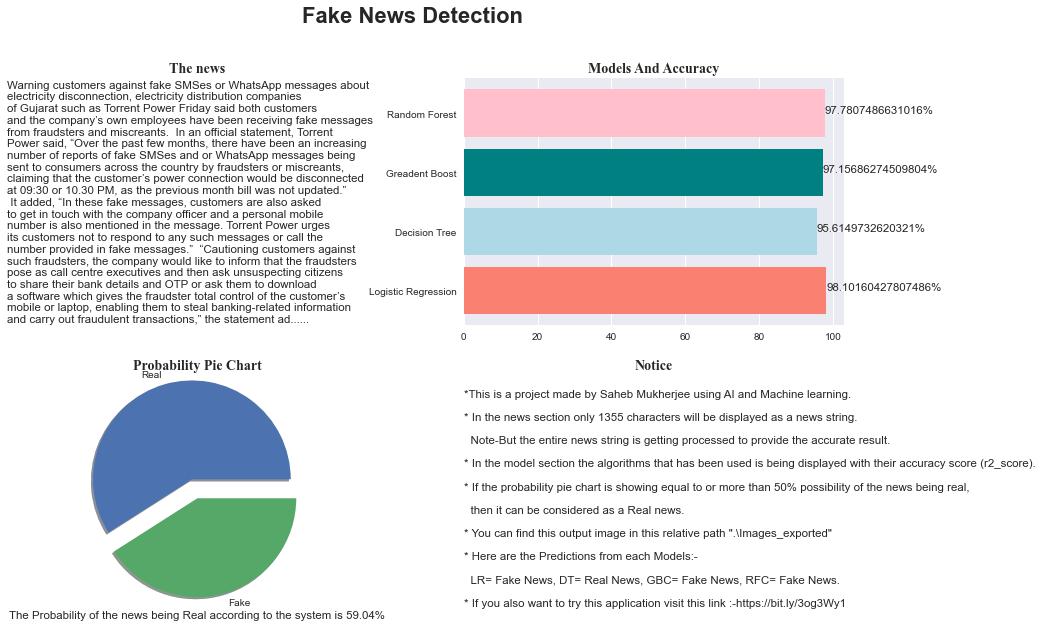 Fake News Detection
The news
Warning customers against fake SMSes or WhatsApp messages about
electricity disconnection, electricity distribution companies
of Gujarat such as Torrent Power Friday said both customers
and the company’s own employees have been receiving fake messages
from fraudsters and miscreants.  In an official statement, Torrent
Power said, “Over the past few months, there have been an increasing
number of reports of fake SMSes and or WhatsApp messages being
sent to consumers across the country by fraudsters or miscreants,
claiming that the customer’s power connection would be disconnected
at 09:30 or 10.30 PM, as the previous month bill was not updated.”
It added, “In these fake messages, customers are also asked
to get in touch with the company officer and a personal mobile
number is also mentioned in the message. Torrent Power urges
its customers not to respond to any such messages or call the
number provided in fake messages.”  “Cautioning customers against
such fraudsters, the company would like to inform that the fraudsters
pose as call centre executives and then ask unsuspecting citizens
to share their bank details and OTP or ask them to download
a software which gives the fraudster total control of the customer’s
mobile or laptop, enabling them to steal banking-related information
and carry out fraudulent transactions,” the statement ad......
Models And Accuracy
Random Forest
97.7807486631016%
Greadent Boost
97.15686274509804%
Decision Tree
95.6149732620321%
Logistic Regression
98.10160427807486%
0 20 40 60 80 100
Probability Pie Chart
Real
Fake
The Probability of the news being Real according to the system is 59.04%
Notice
*This is a project made by Saheb Mukherjee using AI and Machine learning.
* In the news section only 1355 characters will be displayed as a news string.
Note-But the entire news string is getting processed to provide the accurate result.
* In the model section the algorithms that has been used is being displayed with their accuracy score (r2_score).
* If the probability pie chart is showing equal to or more than 50% possibility of the news being real,
then it can be considered as a Real news.
* You can find this output image in this relative path ".\Images_exported"
* Here are the Predictions from each Models:-
LR= Fake News, DT= Real News, GBC= Fake News, RFC= Fake News.
* If you also want to try this application visit this link :-https://bit.ly/3og3Wy1